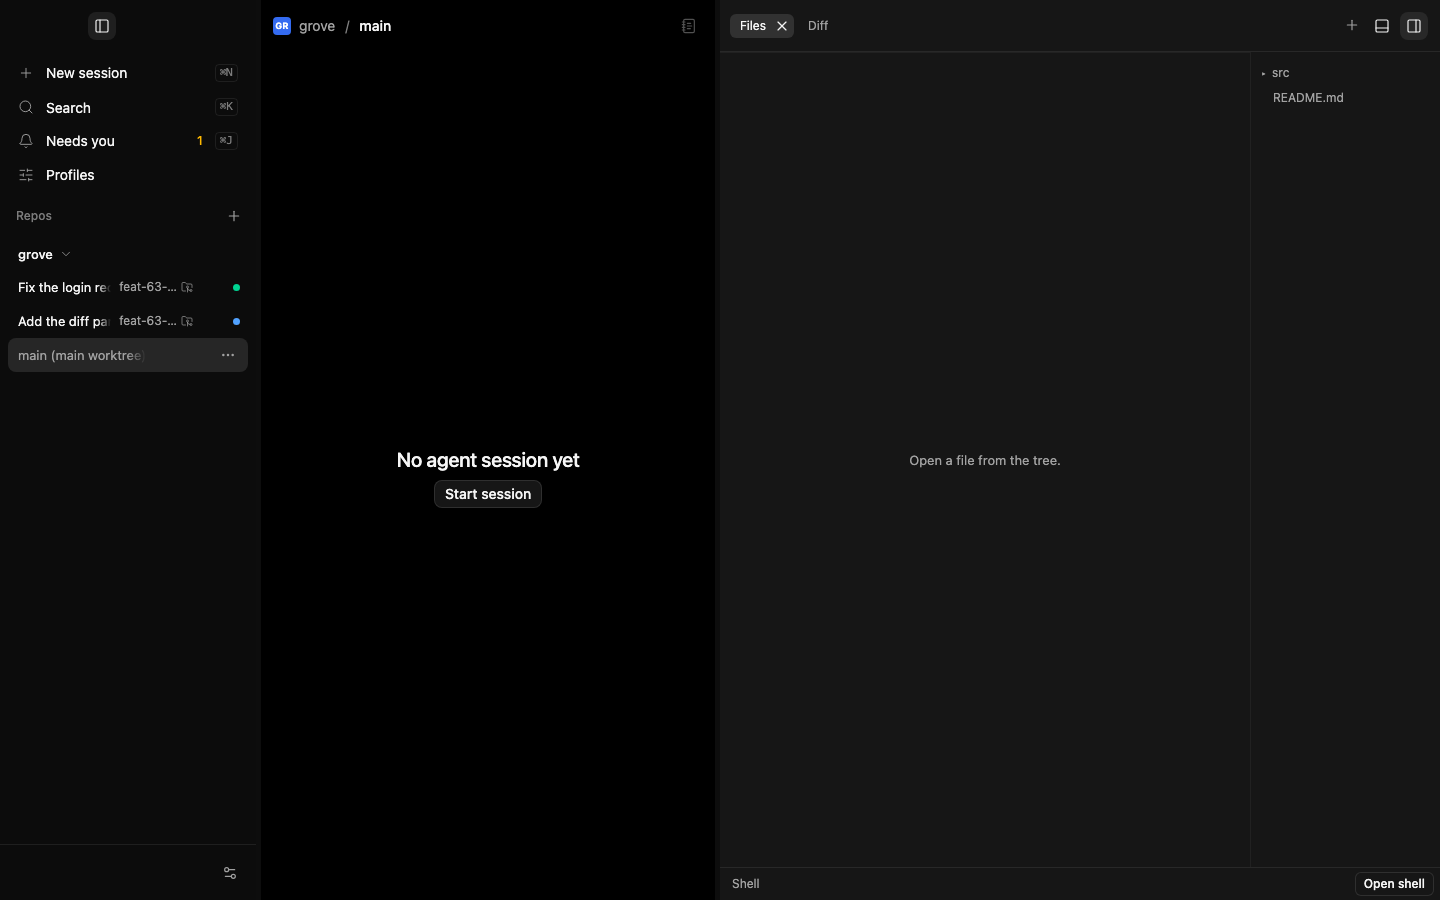 New session ⌘N
Search ⌘K
Needs you 1 ⌘J
Profiles
Repos
grove
Fix the login feat-63-...
Add the diff feat-63-...
main (main worktree)
GR grove / main
No agent session yet
Start session
Files Diff
Open a file from the tree.
src
README.md
Shell
Open shell